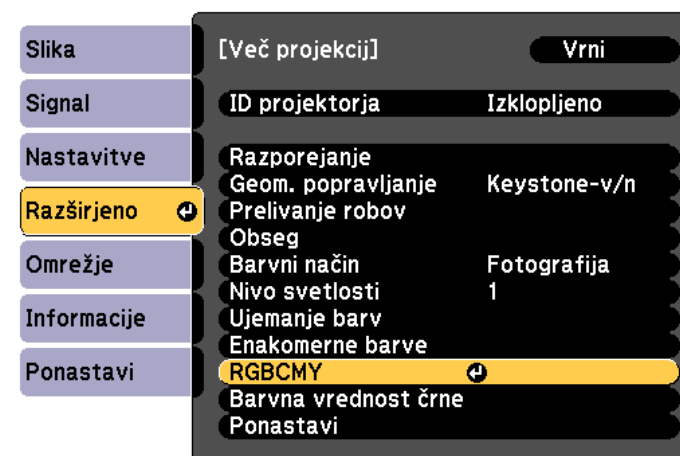 Slika
Signal
Nastavitve
Razširjeno
Omrežje
Informacije
Ponastavi
[Več projekcij] Vrni
ID projektorja Izklopljeno
Razporejanje
Geom. popravljanje Keystone-v/n
Prelivanje robov
Obseg
Barvni način Fotografija
Nivo svetlosti 1
Ujemanje barv
Enakomerne barve
RGBCMY
Barvna vrednost črne
Ponastavi